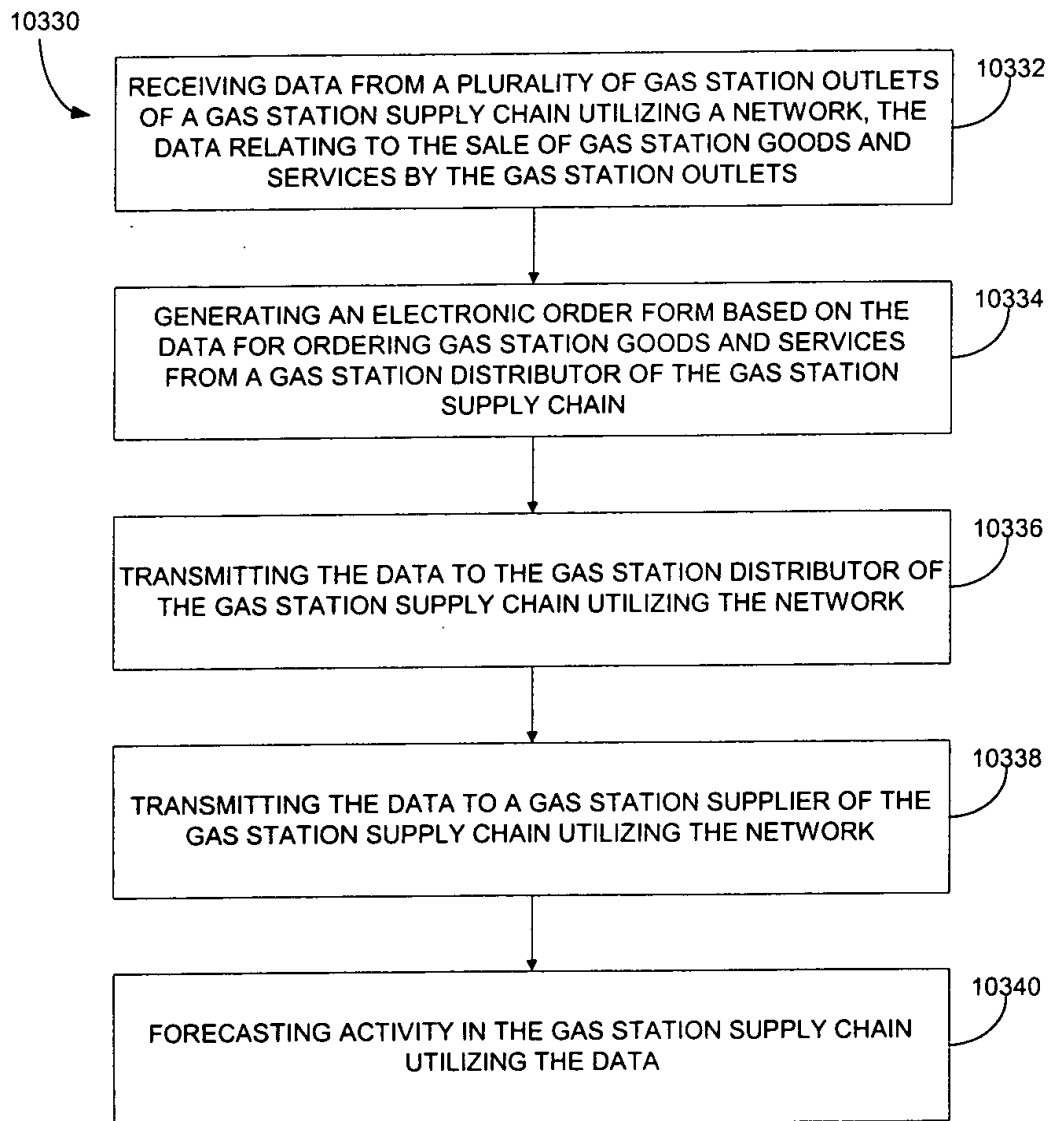 10330
RECEIVING DATA FROM A PLURALITY OF GAS STATION OUTLETS
OF A GAS STATION SUPPLY CHAIN UTILIZING A NETWORK, THE
DATA RELATING TO THE SALE OF GAS STATION GOODS AND
SERVICES BY THE GAS STATION OUTLETS
10332
GENERATING AN ELECTRONIC ORDER FORM BASED ON THE
DATA FOR ORDERING GAS STATION GOODS AND SERVICES
FROM A GAS STATION DISTRIBUTOR OF THE GAS STATION
SUPPLY CHAIN
10334
TRANSMITTING THE DATA TO THE GAS STATION DISTRIBUTOR OF
THE GAS STATION SUPPLY CHAIN UTILIZING THE NETWORK
10336
TRANSMITTING THE DATA TO A GAS STATION SUPPLIER OF THE
GAS STATION SUPPLY CHAIN UTILIZING THE NETWORK
10338
FORECASTING ACTIVITY IN THE GAS STATION SUPPLY CHAIN
UTILIZING THE DATA
10340